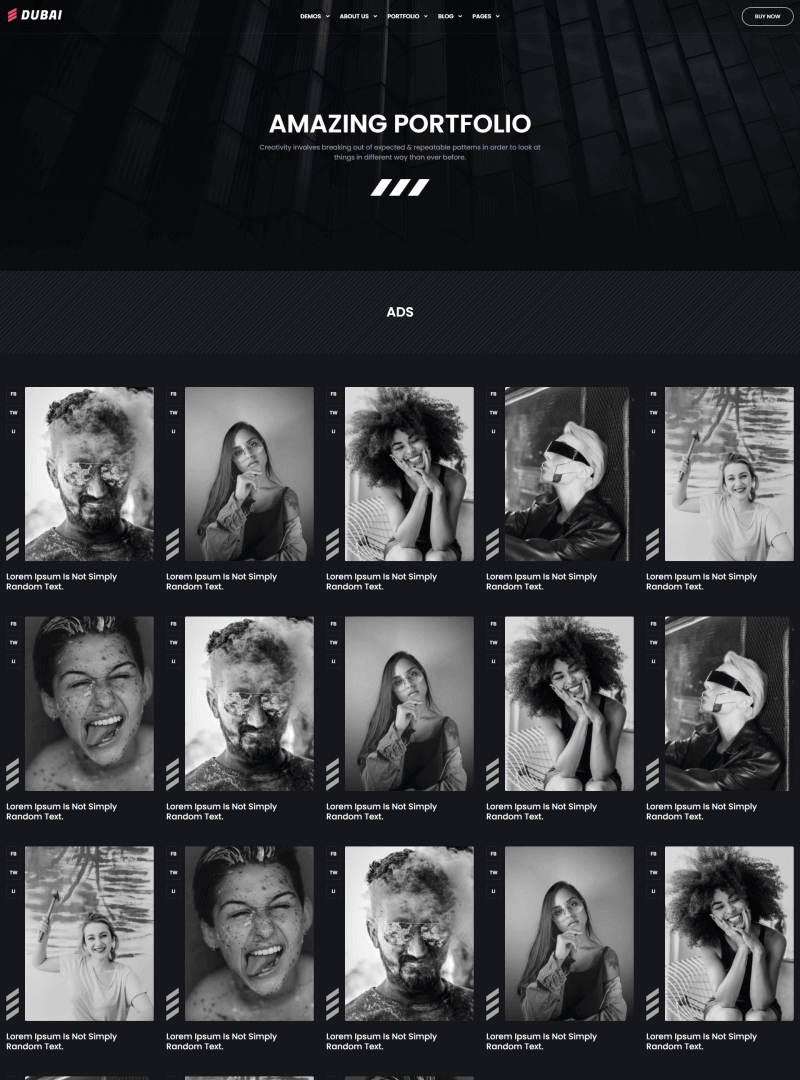 DUBAI
DEMOS ABOUT US PORTFOLIO BLOG PAGES
BUY NOW
AMAZING PORTFOLIO
Creativity involves breaking out of expected & repeatable patterns in order to look at
things in different way than ever before.
ADS
FB FB FB FB FB
TW TW TW TW TW
LI LI LI LI LI
Lorem Ipsum Is Not Simply Lorem Ipsum Is Not Simply Lorem Ipsum Is Not Simply Lorem Ipsum Is Not Simply Lorem Ipsum Is Not Simply
Random Text. Random Text. Random Text. Random Text. Random Text.
FB FB FB FB FB
TW TW TW TW TW
LI LI LI LI LI
Lorem Ipsum Is Not Simply Lorem Ipsum Is Not Simply Lorem Ipsum Is Not Simply Lorem Ipsum Is Not Simply Lorem Ipsum Is Not Simply
Random Text. Random Text. Random Text. Random Text. Random Text.
FB FB FB FB FB
TW TW TW TW TW
LI LI LI LI LI
Lorem Ipsum Is Not Simply Lorem Ipsum Is Not Simply Lorem Ipsum Is Not Simply Lorem Ipsum Is Not Simply Lorem Ipsum Is Not Simply
Random Text. Random Text. Random Text. Random Text. Random Text.